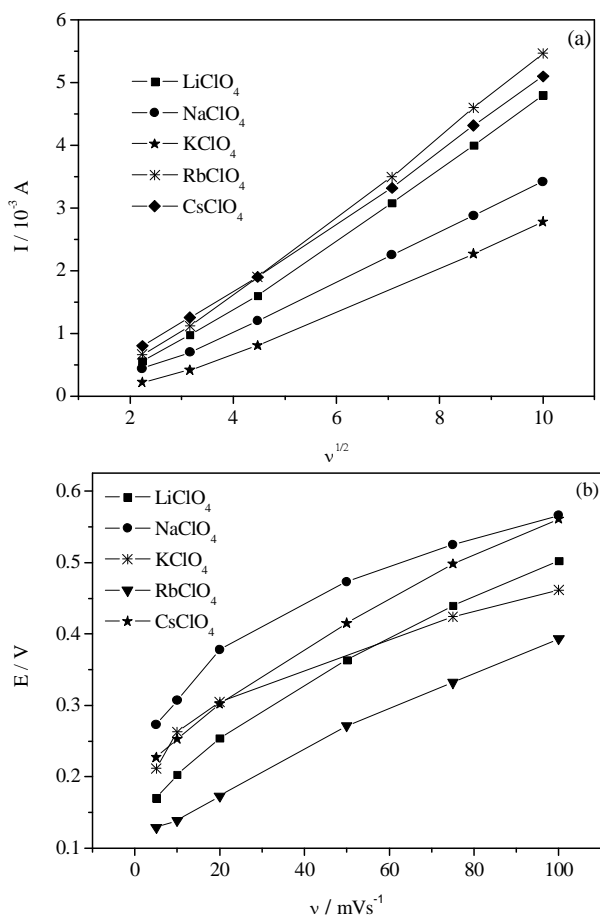 6
(a)
5
LiClO₄
NaClO₄
4
KClO₄
RbClO₄
3
CsClO₄
I / 10⁻³ A
2
1
0
2 4 6 8 10
ν¹/²
(b)
0.6
LiClO₄
NaClO₄
0.5
KClO₄
RbClO₄
0.4
CsClO₄
E / V
0.3
0.2
0.1
0 20 40 60 80 100
ν / mVs⁻¹